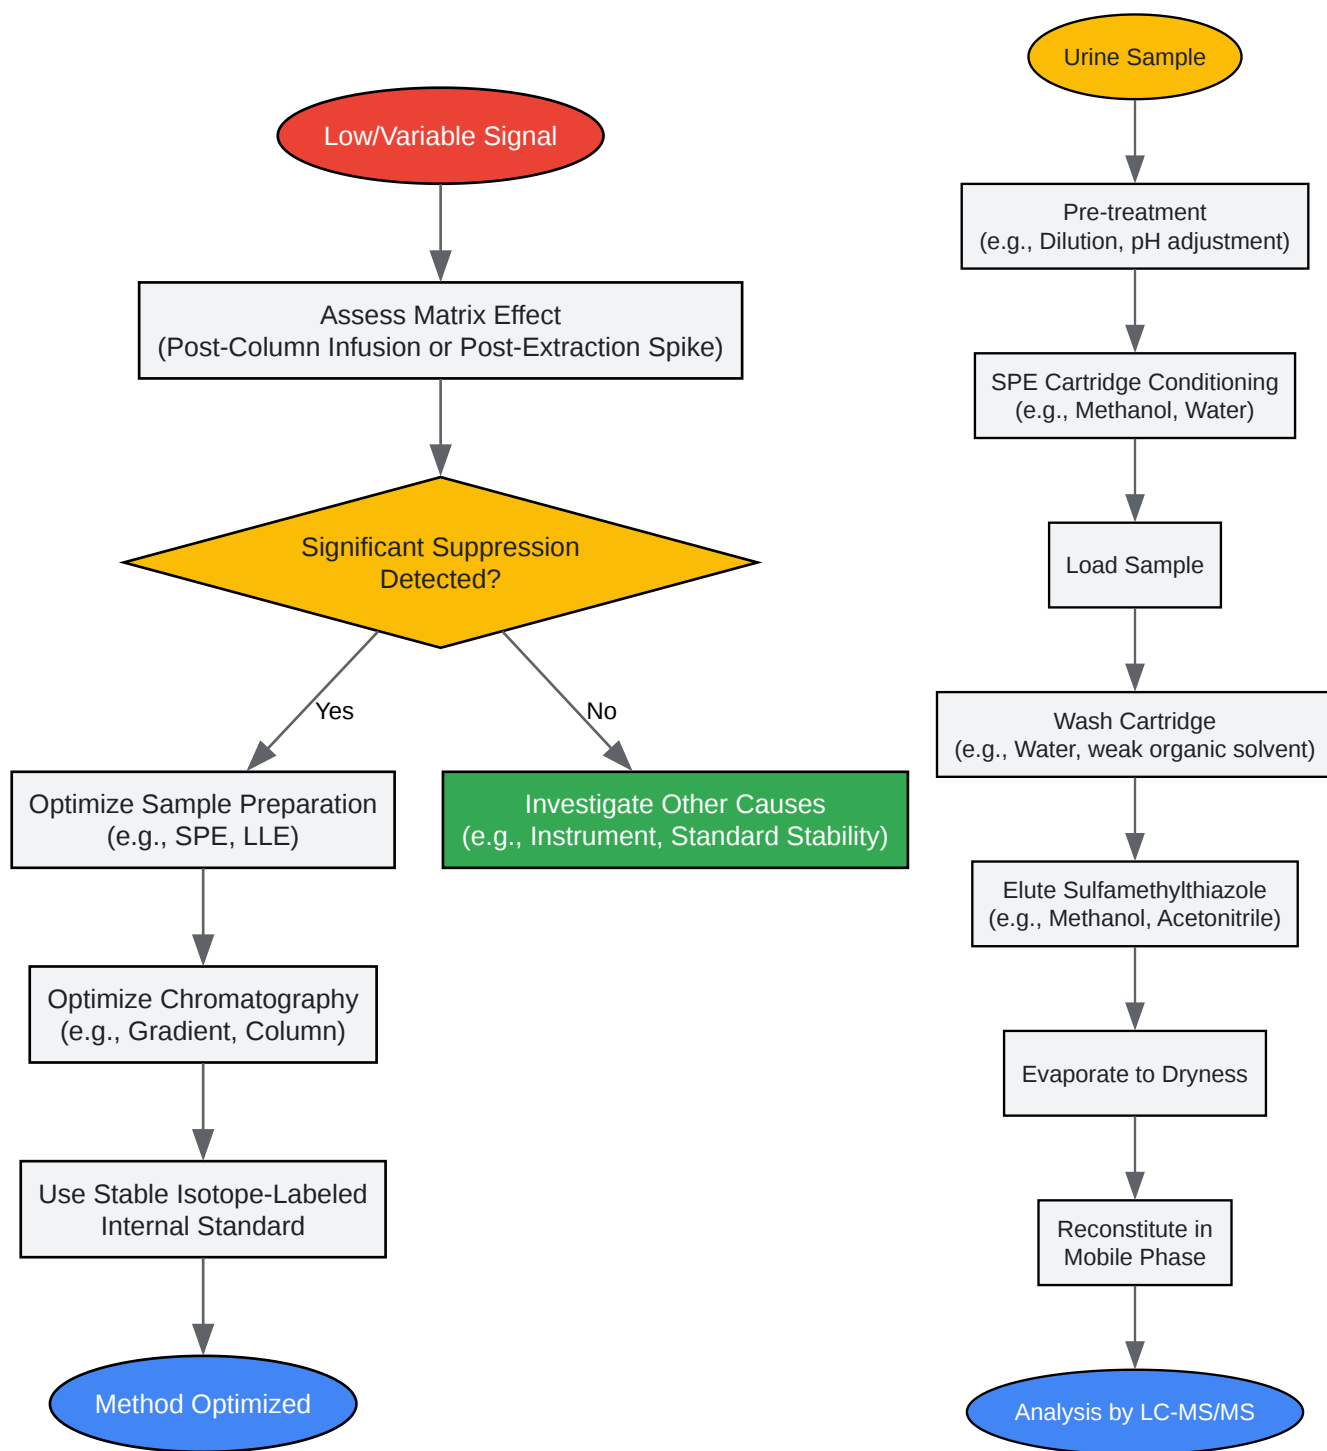 Low/Variable Signal
Assess Matrix Effect
(Post-Column Infusion or Post-Extraction Spike)
Significant Suppression
Detected?
Yes
No
Optimize Sample Preparation
(e.g., SPE, LLE)
Investigate Other Causes
(e.g., Instrument, Standard Stability)
Optimize Chromatography
(e.g., Gradient, Column)
Use Stable Isotope-Labeled
Internal Standard
Method Optimized
Urine Sample
Pre-treatment
(e.g., Dilution, pH adjustment)
SPE Cartridge Conditioning
(e.g., Methanol, Water)
Load Sample
Wash Cartridge
(e.g., Water, weak organic solvent)
Elute Sulfamethylthiazole
(e.g., Methanol, Acetonitrile)
Evaporate to Dryness
Reconstitute in
Mobile Phase
Analysis by LC-MS/MS